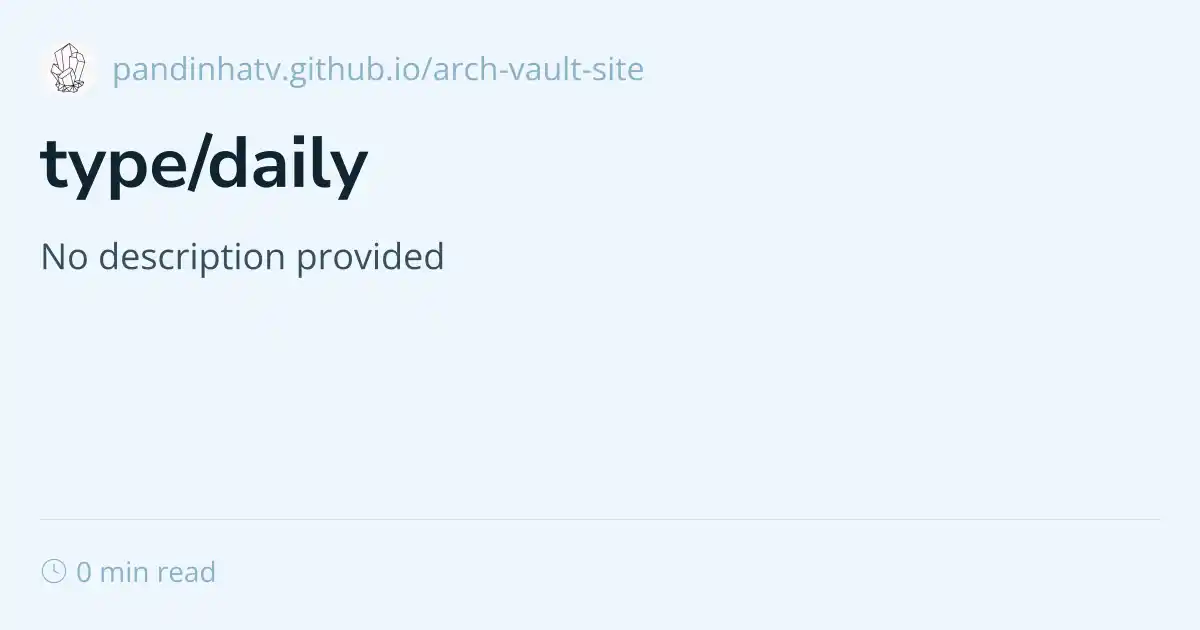 pandinhatv.github.io/arch-vault-site
type/daily
No description provided
0 min read